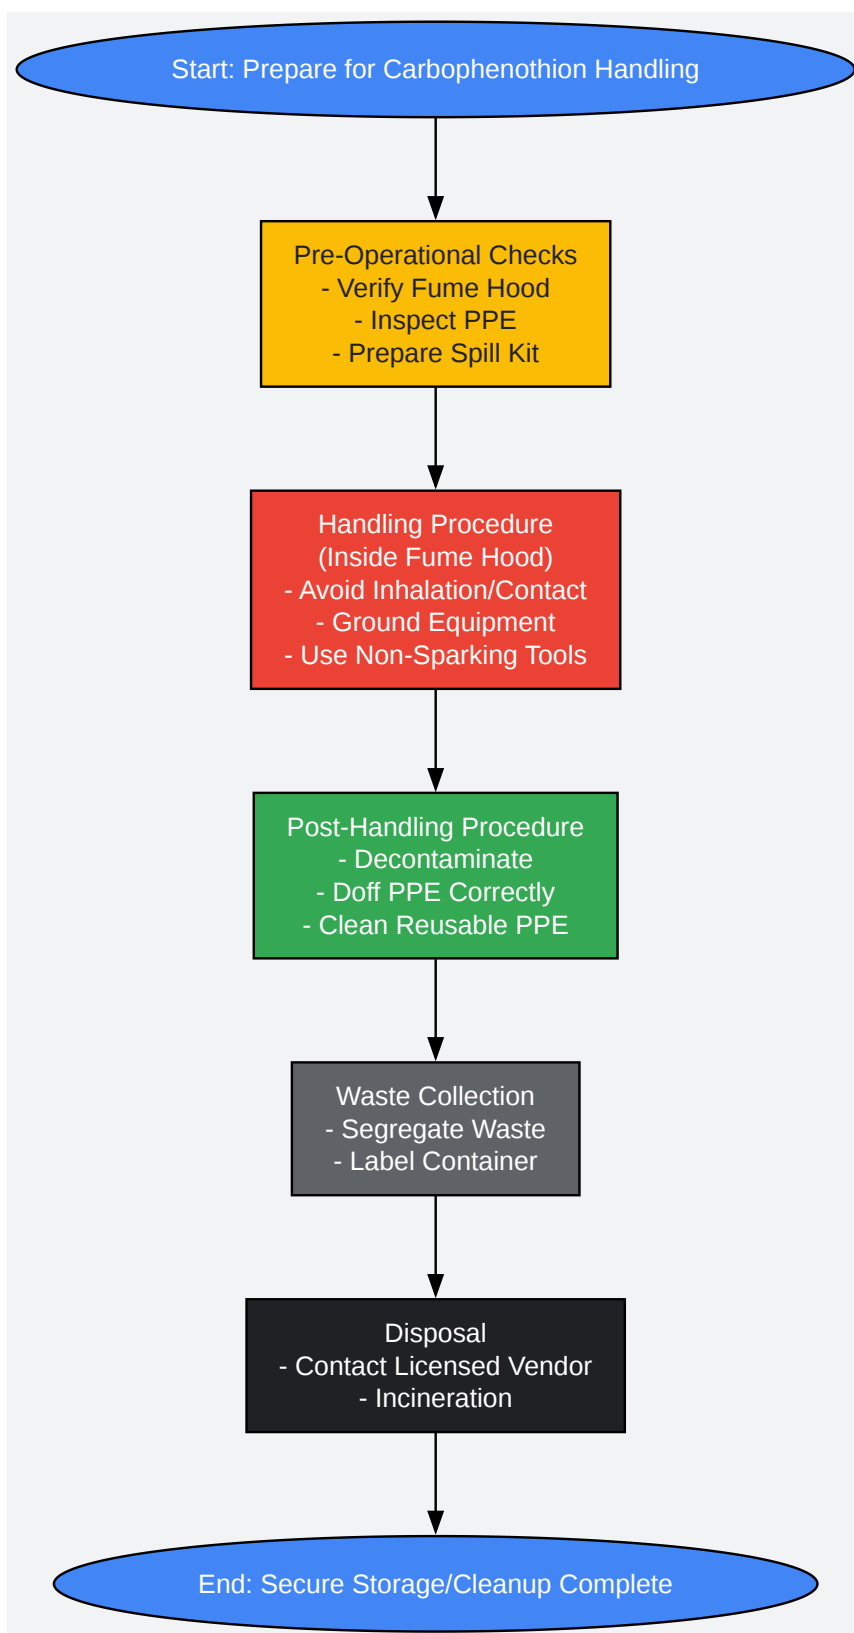 Start: Prepare for Carbophenothion Handling
Pre-Operational Checks
- Verify Fume Hood
- Inspect PPE
- Prepare Spill Kit
Handling Procedure
(Inside Fume Hood)
- Avoid Inhalation/Contact
- Ground Equipment
- Use Non-Sparking Tools
Post-Handling Procedure
- Decontaminate
- Doff PPE Correctly
- Clean Reusable PPE
Waste Collection
- Segregate Waste
- Label Container
Disposal
- Contact Licensed Vendor
- Incineration
End: Secure Storage/Cleanup Complete